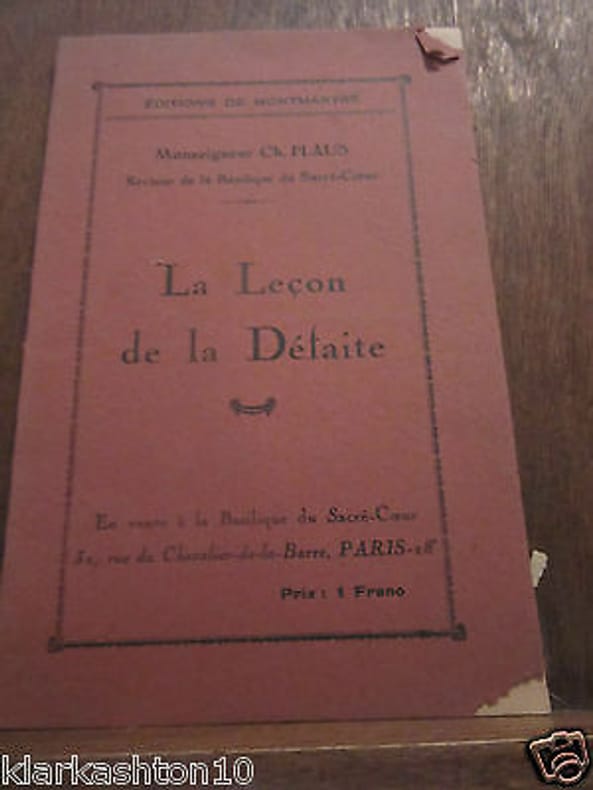 ÉDITIONS DE MONTMARTRE
Monseigneur Ch. FLAUS
Recteur de la Basilique du Sacré-Cœur
La Leçon
de la Défaite
En vente à la Basilique du Sacré-Cœur
rue du Chevalier-de-la-Barre, PARIS-18ᵉ
Prix : 1 Franc
klarkashton10